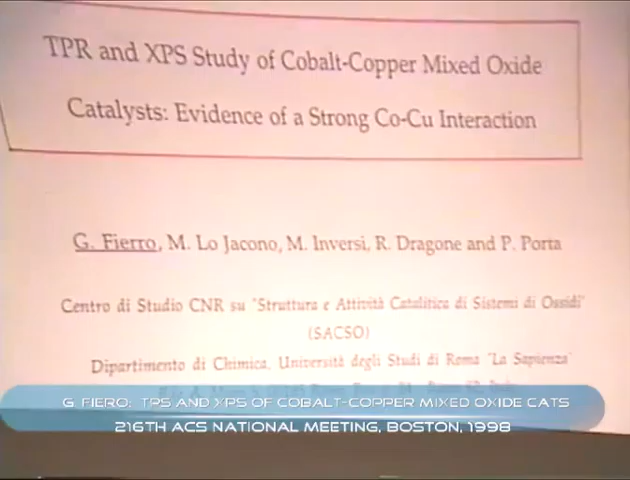 TPR and XPS Study of Cobalt-Copper Mixed Oxide
Catalysts: Evidence of a Strong Co-Cu Interaction
G. Fierro, M. Lo Jacono, M. Inversi, R. Dragone and P. Porta
Centro di Studio CNR su "Struttura e Attività Catalitica di Sistemi di Ossidi"
(SACSO)
Dipartimento di Chimica, Università degli Studi di Roma "La Sapienza"
G FIERO: TPS AND XPS OF COBALT-COPPER MIXED OXIDE CATS
216TH ACS NATIONAL MEETING, BOSTON, 1998